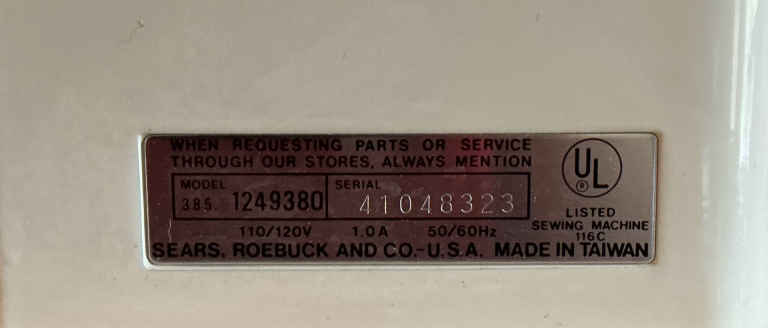 WHEN REQUESTING PARTS OR SERVICE
THROUGH OUR STORES, ALWAYS MENTION
MODEL
385. 1249380
SERIAL
41048323
110/120V 1.0A 50/60Hz
UL
®
LISTED
SEWING MACHINE
116C
SEARS, ROEBUCK AND CO.-U.S.A. MADE IN TAIWAN